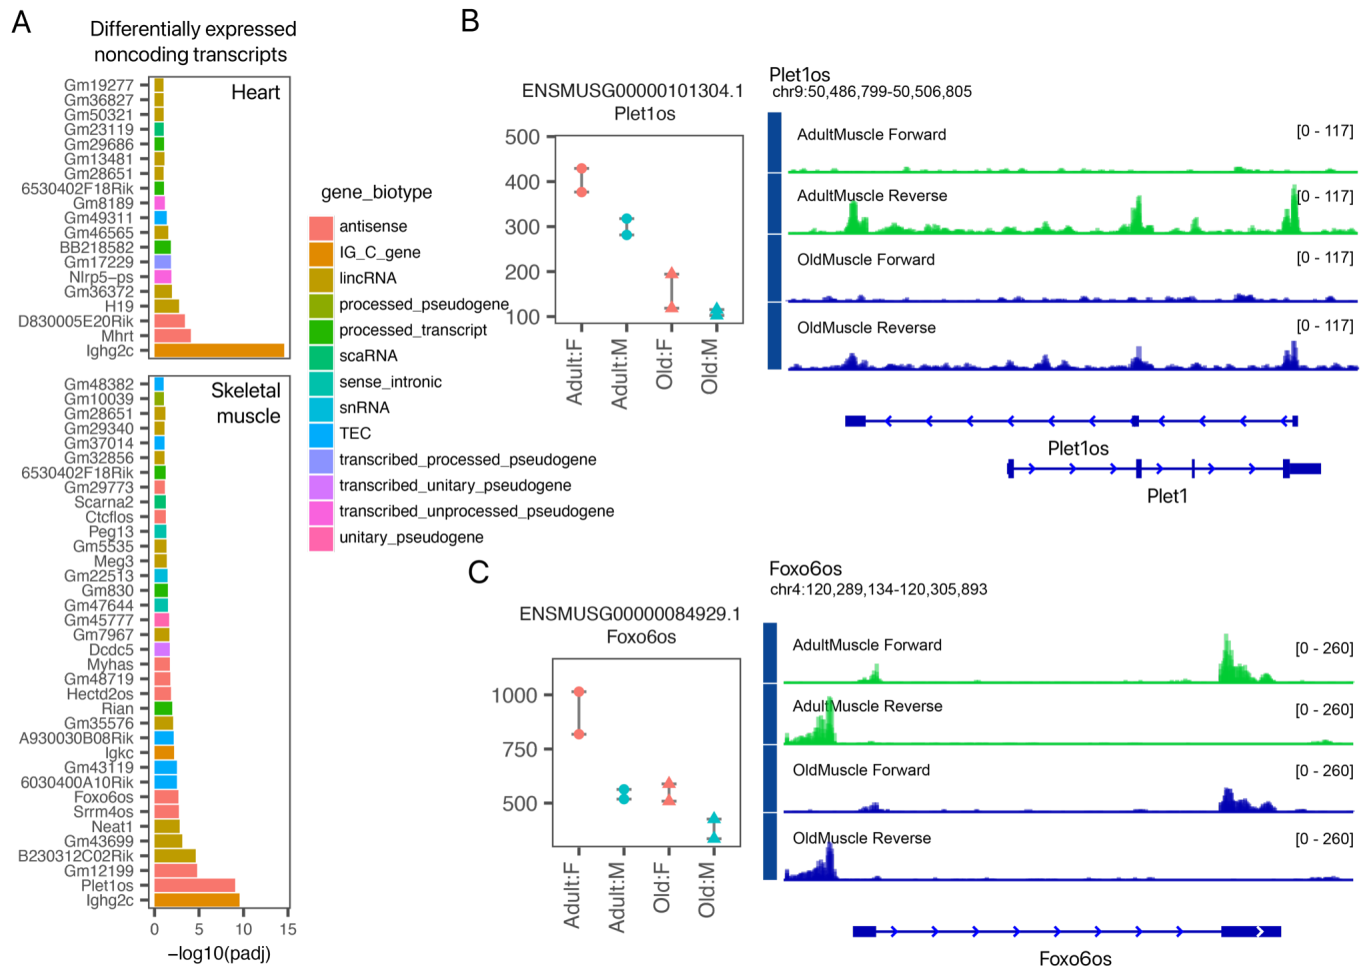 A
Differentially expressed
noncoding transcripts
Heart
Gm19277
Gm36827
Gm50321
Gm23119
Gm29686
Gm13481
Gm28651
6530402F18Rik
Gm8189
Gm49311
Gm46565
BB218582
Gm17229
Nlrp5-ps
Gm36372
H19
D830005E20Rik
Mhrt
Ighg2c
Skeletal
muscle
Gm48382
Gm10039
Gm28651
Gm29340
Gm37014
Gm32856
6530402F18Rik
Gm29773
Scarna2
Ctcflos
Peg13
Gm5535
Meg3
Gm22513
Gm830
Gm47644
Gm45777
Gm7967
Dcdc5
Myhas
Gm48719
Hectd2os
Rian
Gm35576
A930030B08Rik
Igkc
Gm43119
6030400A10Rik
Foxo6os
Srrm4os
Neat1
Gm43699
B230312C02Rik
Gm12199
Plet1os
Ighg2c
0 5 10 15
−log10(padj)
gene_biotype
antisense
IG_C_gene
lincRNA
processed_pseudogene
processed_transcript
scaRNA
sense_intronic
snRNA
TEC
transcribed_processed_pseudogene
transcribed_unitary_pseudogene
transcribed_unprocessed_pseudogene
unitary_pseudogene
B
ENSMUSG00000101304.1
Plet1os
500
400
300
200
100
Adult:F
Adult:M
Old:F
Old:M
Plet1os
chr9:50,486,799-50,506,805
AdultMuscle Forward [0 - 117]
AdultMuscle Reverse [0 - 117]
OldMuscle Forward [0 - 117]
OldMuscle Reverse [0 - 117]
Plet1os
Plet1
C
ENSMUSG00000084929.1
Foxo6os
1000
750
500
Adult:F
Adult:M
Old:F
Old:M
Foxo6os
chr4:120,289,134-120,305,893
AdultMuscle Forward [0 - 260]
AdultMuscle Reverse [0 - 260]
OldMuscle Forward [0 - 260]
OldMuscle Reverse [0 - 260]
Foxo6os